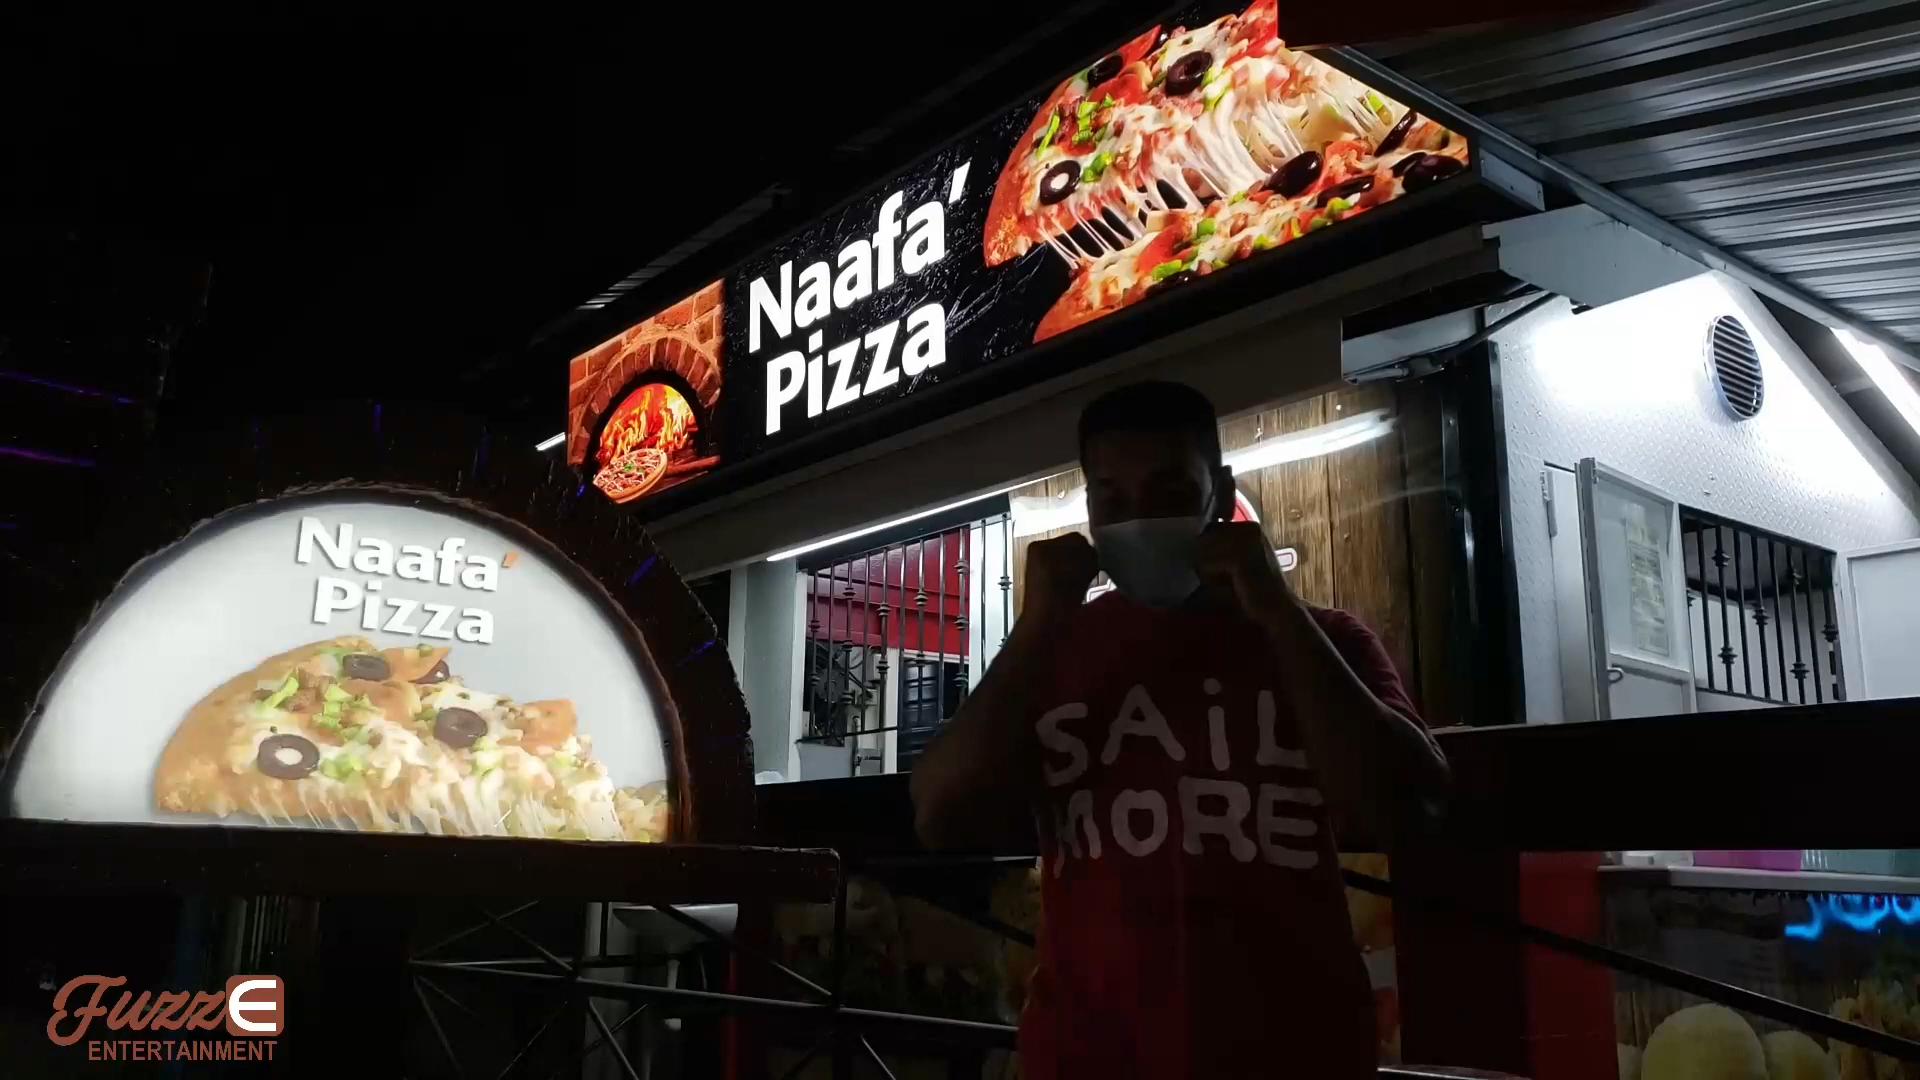 Naafa'
Pizza
Naafa'
Pizza
SAiL
MORE
FuzzE
ENTERTAINMENT